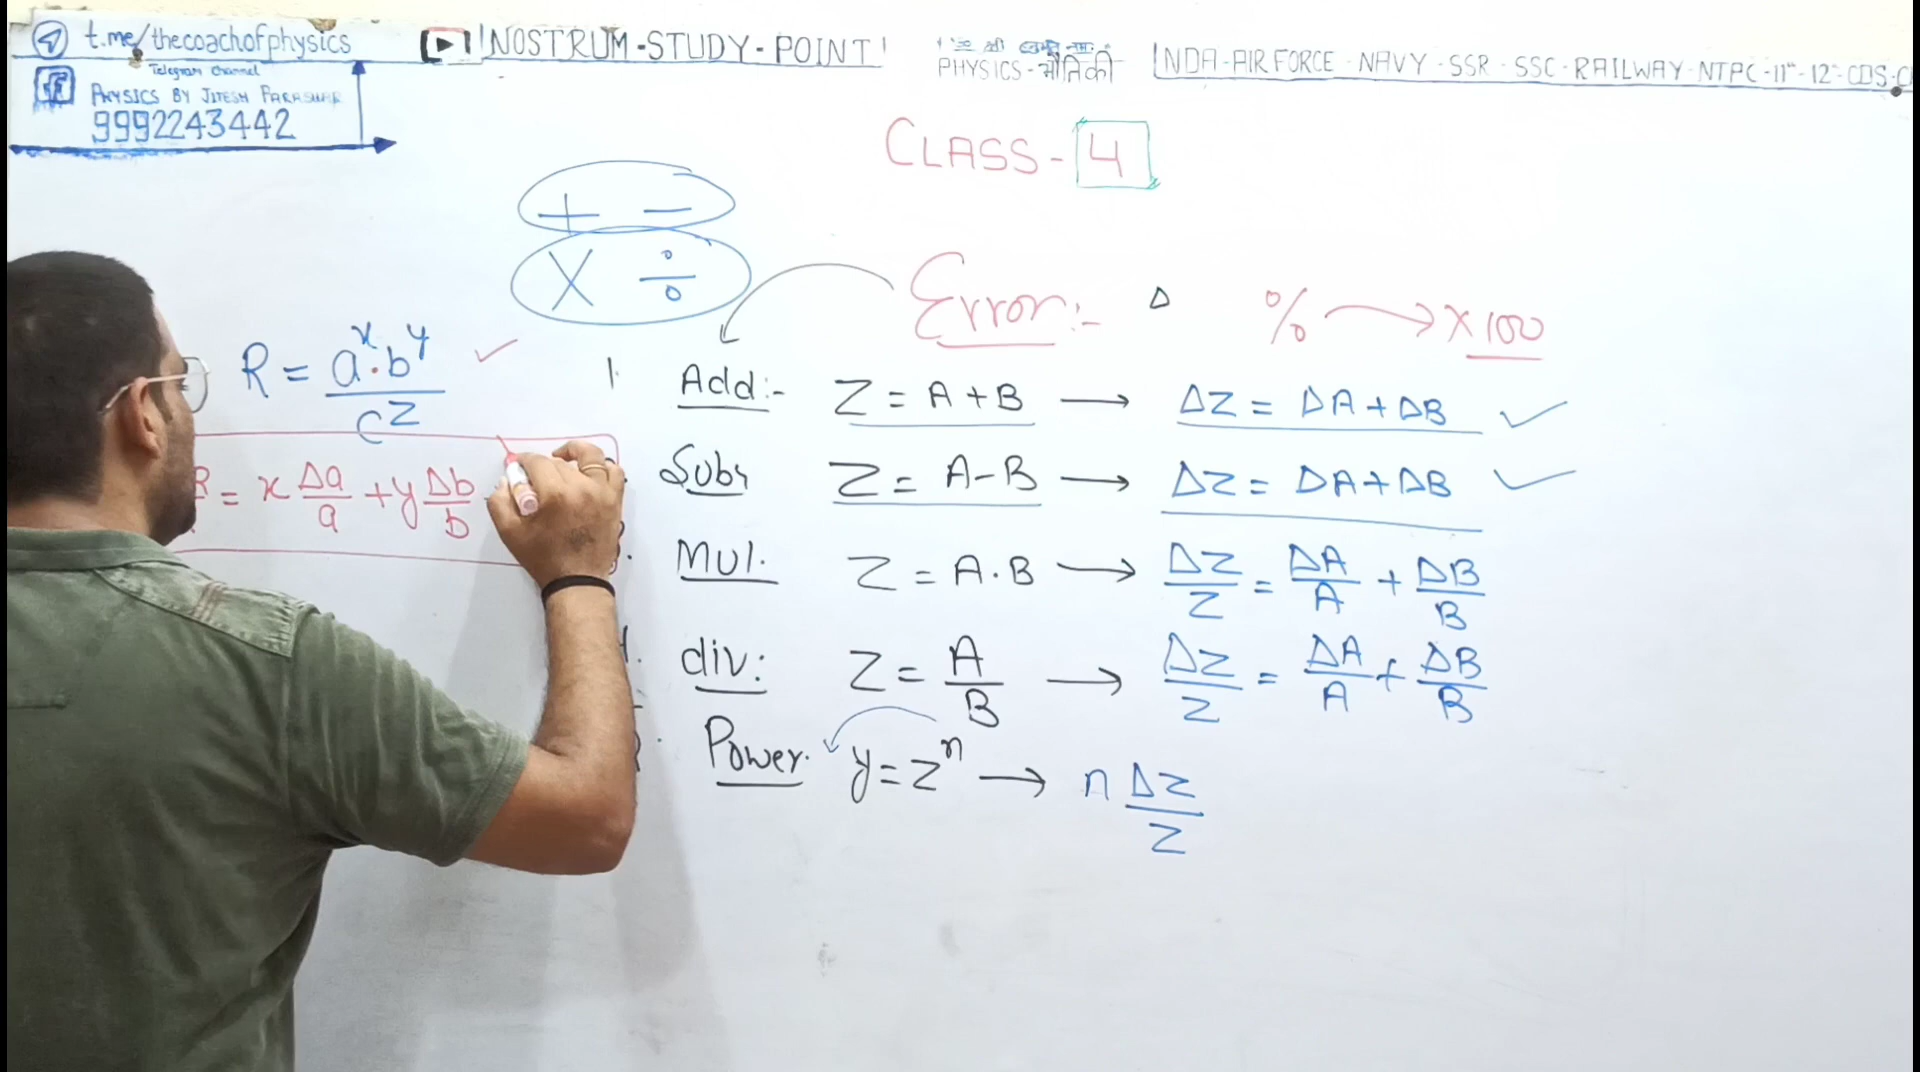 t.me/thecoachofphysics
Telegram Channel
PHYSICS BY JITESH PARASHAR
9992243442
NOSTRUM-STUDY-POINT
PHYSICS-भौतिकी
NDA-AIR FORCE-NAVY-SSR-SSC-RAILWAY-NTPC-11th-12th-CDS-C
CLASS-4
+ −
× ÷
Error:- Δ % → ×100
R = a^x·b^y / c^z ✓
R = x Δa/a + y Δb/b
1. Add:- Z = A+B → ΔZ = ΔA+ΔB ✓
Subs Z = A-B → ΔZ = ΔA+ΔB ✓
Mul. Z = A·B → ΔZ/Z = ΔA/A + ΔB/B
div: Z = A/B → ΔZ/Z = ΔA/A + ΔB/B
Power. y = z^n → n ΔZ/Z